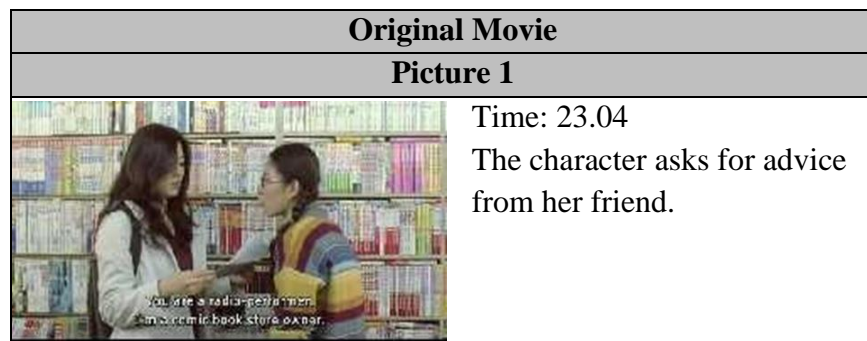 Original Movie
Picture 1
Time: 23.04
The character asks for advice
from her friend.
You are a radio-performer.
I'm a comic book store owner.